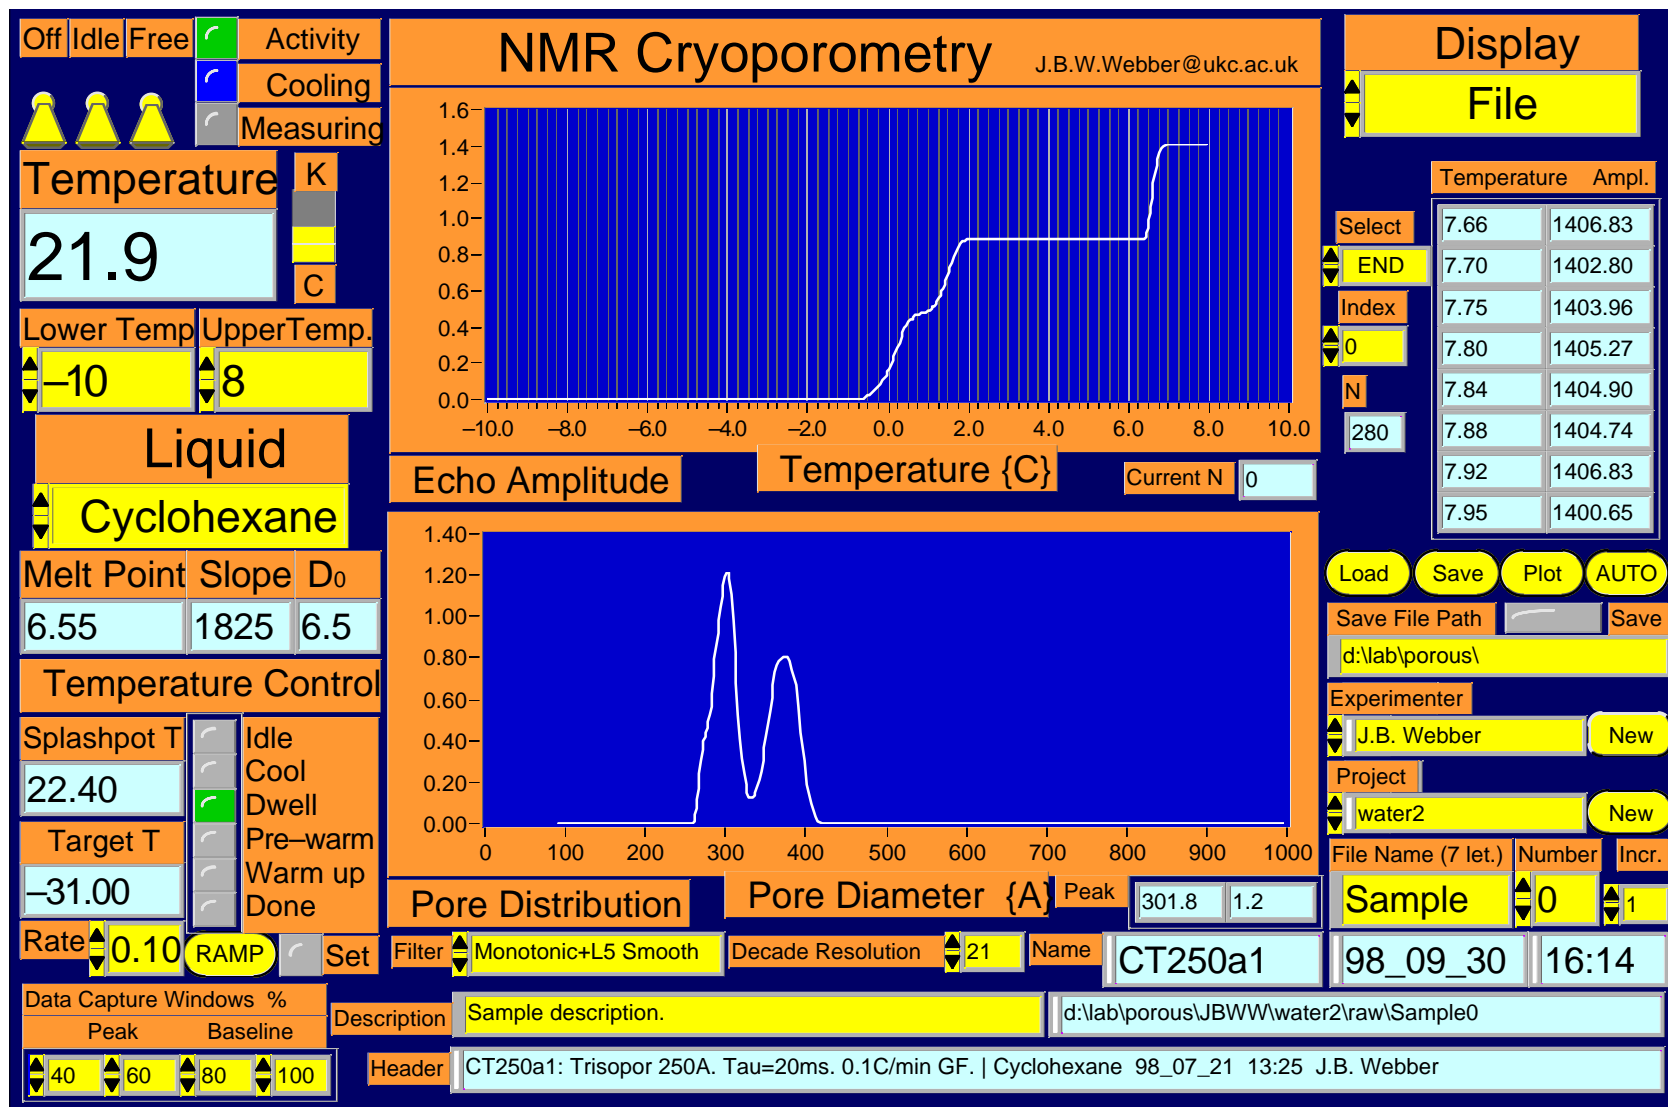 Off Idle Free
Activity
Cooling
Measuring
NMR Cryoporometry J.B.W.Webber@ukc.ac.uk
Display
File
Temperature
21.9
K
C
Lower Temp UpperTemp.
–10 8
Liquid
Cyclohexane
Melt Point Slope D0
6.55 1825 6.5
Temperature Control
Splashpot T
22.40
Target T
–31.00
Idle
Cool
Dwell
Pre–warm
Warm up
Done
Rate 0.10 RAMP Set
Data Capture Windows %
Peak Baseline
40 60 80 100
1.6
1.4
1.2
1.0
0.8
0.6
0.4
0.2
0.0
–10.0 –8.0 –6.0 –4.0 –2.0 0.0 2.0 4.0 6.0 8.0 10.0
Echo Amplitude Temperature {C} Current N 0
1.40
1.20
1.00
0.80
0.60
0.40
0.20
0.00
0 100 200 300 400 500 600 700 800 900 1000
Pore Distribution Pore Diameter {A} Peak 301.8 1.2
Filter Monotonic+L5 Smooth Decade Resolution 21 Name CT250a1
Description Sample description. d:\lab\porous\JBWW\water2\raw\Sample0
Header CT250a1: Trisopor 250A. Tau=20ms. 0.1C/min GF. | Cyclohexane 98_07_21 13:25 J.B. Webber
Select
END
Index
0
N
280
Temperature Ampl.
7.66 1406.83
7.70 1402.80
7.75 1403.96
7.80 1405.27
7.84 1404.90
7.88 1404.74
7.92 1406.83
7.95 1400.65
Load Save Plot AUTO
Save File Path Save
d:\lab\porous\
Experimenter
J.B. Webber New
Project
water2 New
File Name (7 let.) Number Incr.
Sample 0 1
98_09_30 16:14